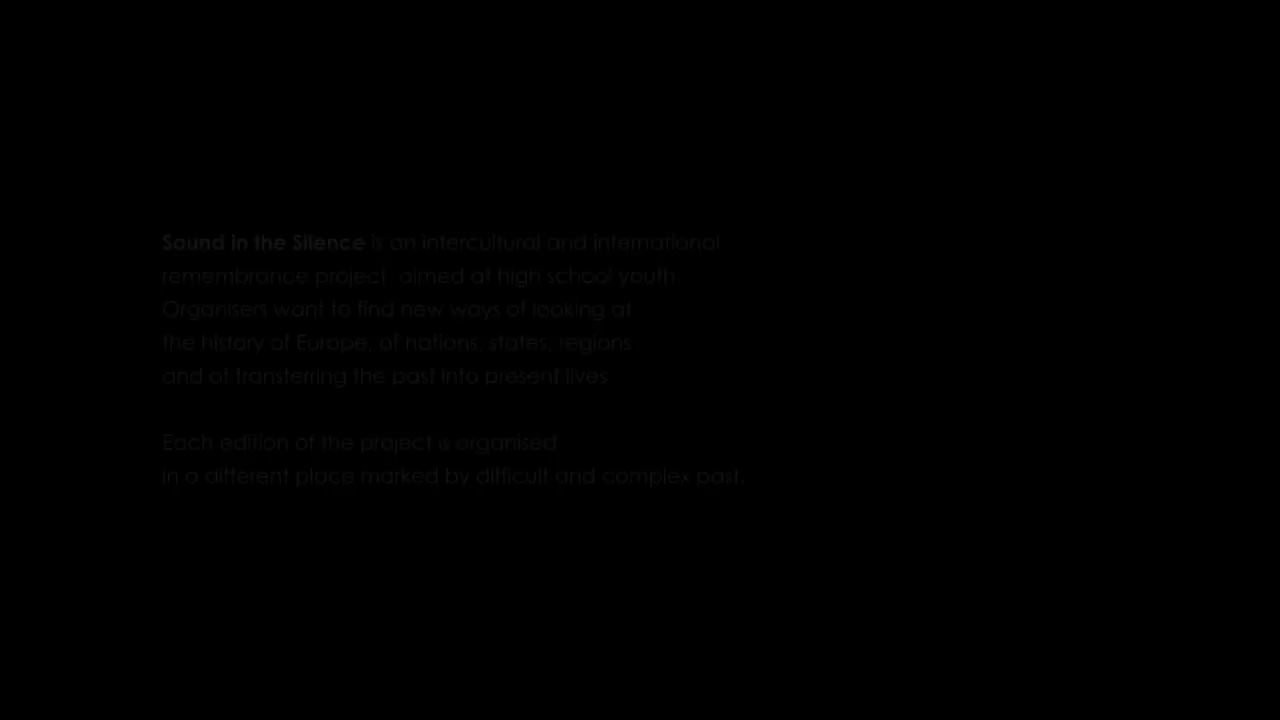 Sound in the Silence is an intercultural and international
remembrance project aimed at high school youth.
Organisers want to find new ways of looking at
the history of Europe, of nations, states, regions
and of transferring the past into present lives
Each edition of the project is organised
in a different place marked by difficult and complex past.